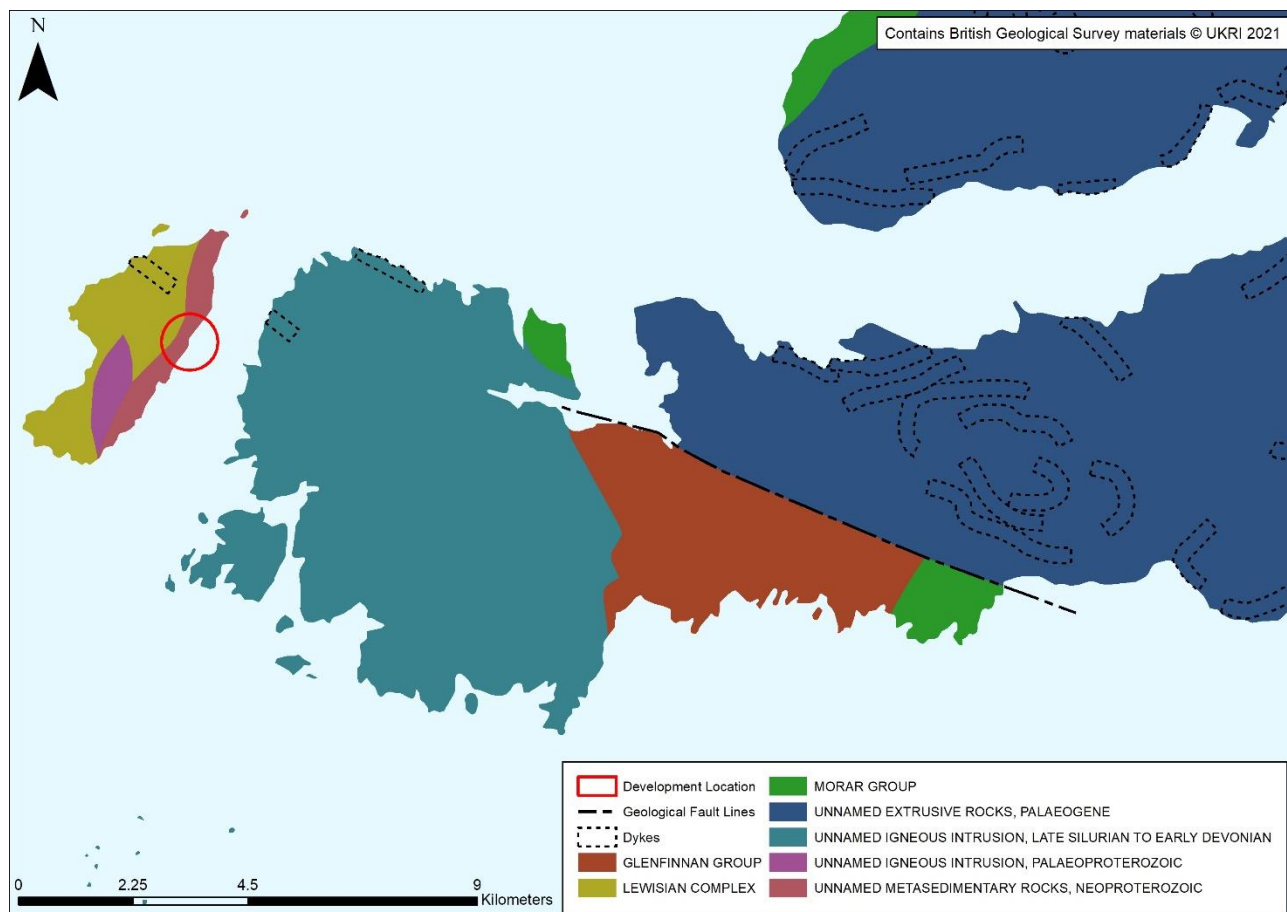 N
Contains British Geological Survey materials © UKRI 2021
Development Location
Geological Fault Lines
Dykes
GLENFINNAN GROUP
LEWISIAN COMPLEX
MORAR GROUP
UNNAMED EXTRUSIVE ROCKS, PALAEOGENE
UNNAMED IGNEOUS INTRUSION, LATE SILURIAN TO EARLY DEVONIAN
UNNAMED IGNEOUS INTRUSION, PALAEOPROTEROZOIC
UNNAMED METASEDIMENTARY ROCKS, NEOPROTEROZOIC
0 2.25 4.5 9
Kilometers